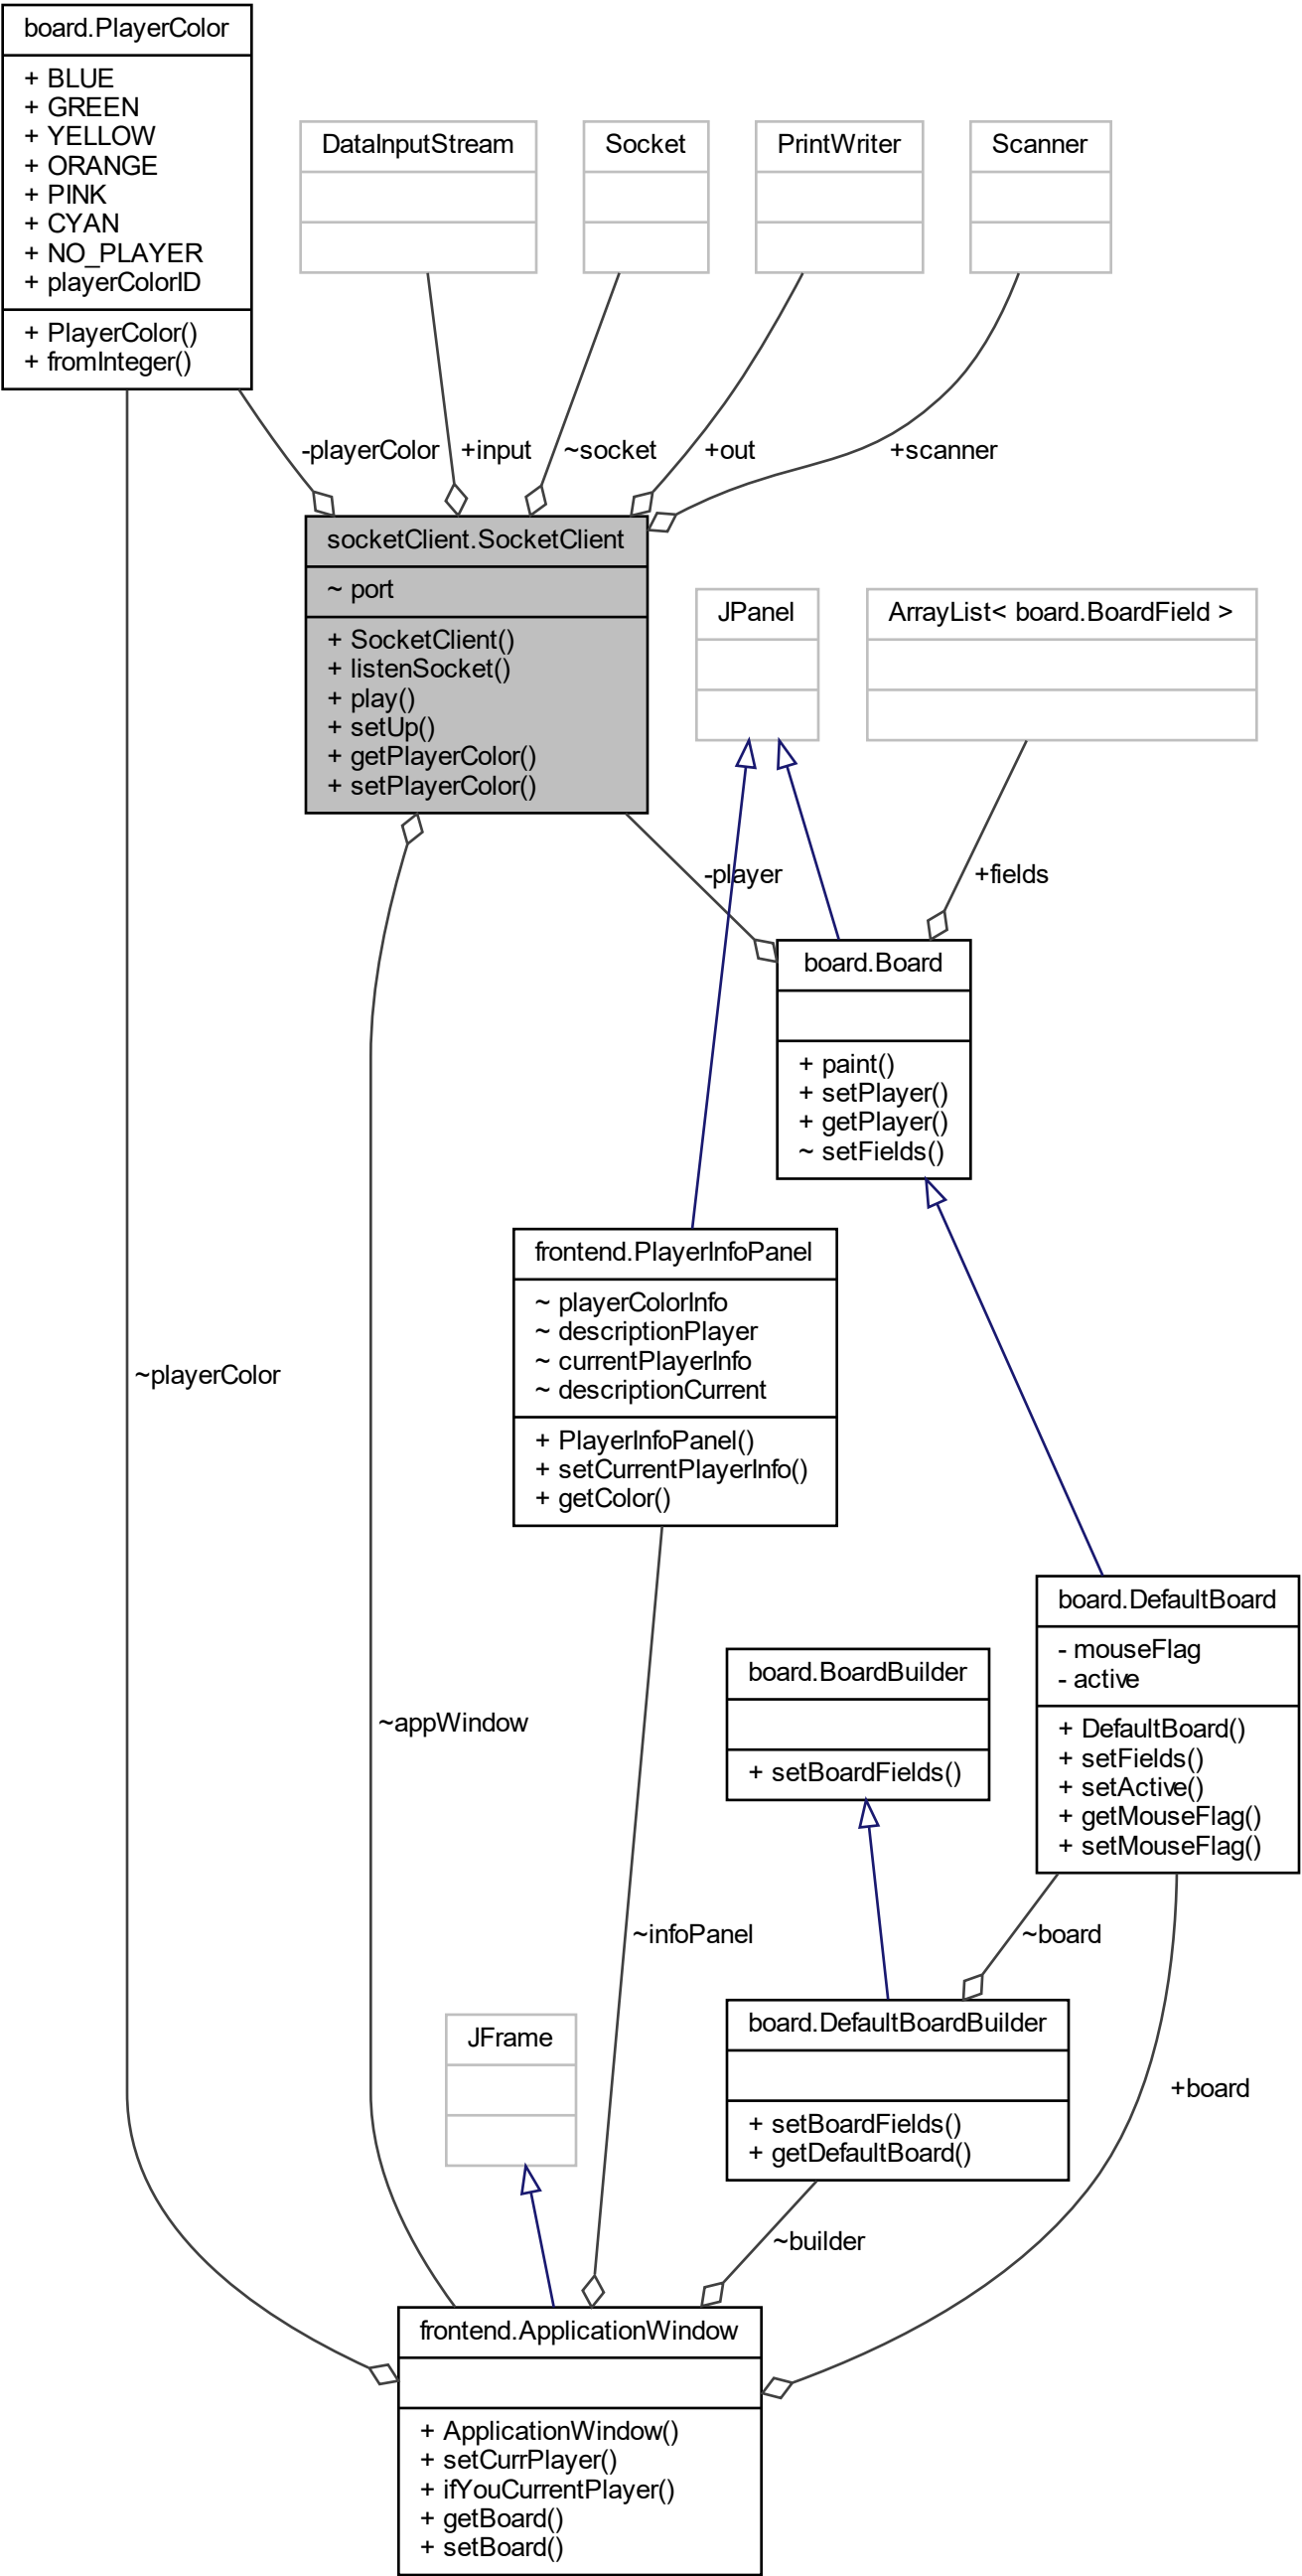 board.PlayerColor
+ BLUE
+ GREEN
+ YELLOW
+ ORANGE
+ PINK
+ CYAN
+ NO_PLAYER
+ playerColorID
+ PlayerColor()
+ fromInteger()
DataInputStream
Socket
PrintWriter
Scanner
-playerColor
+input
~socket
+out
+scanner
socketClient.SocketClient
~ port
+ SocketClient()
+ listenSocket()
+ play()
+ setUp()
+ getPlayerColor()
+ setPlayerColor()
JPanel
ArrayList< board.BoardField >
-player
+fields
board.Board
+ paint()
+ setPlayer()
+ getPlayer()
~ setFields()
frontend.PlayerInfoPanel
~ playerColorInfo
~ descriptionPlayer
~ currentPlayerInfo
~ descriptionCurrent
+ PlayerInfoPanel()
+ setCurrentPlayerInfo()
+ getColor()
~playerColor
board.DefaultBoard
- mouseFlag
- active
+ DefaultBoard()
+ setFields()
+ setActive()
+ getMouseFlag()
+ setMouseFlag()
board.BoardBuilder
+ setBoardFields()
~appWindow
~infoPanel
~board
board.DefaultBoardBuilder
+ setBoardFields()
+ getDefaultBoard()
JFrame
+board
~builder
frontend.ApplicationWindow
+ ApplicationWindow()
+ setCurrPlayer()
+ ifYouCurrentPlayer()
+ getBoard()
+ setBoard()